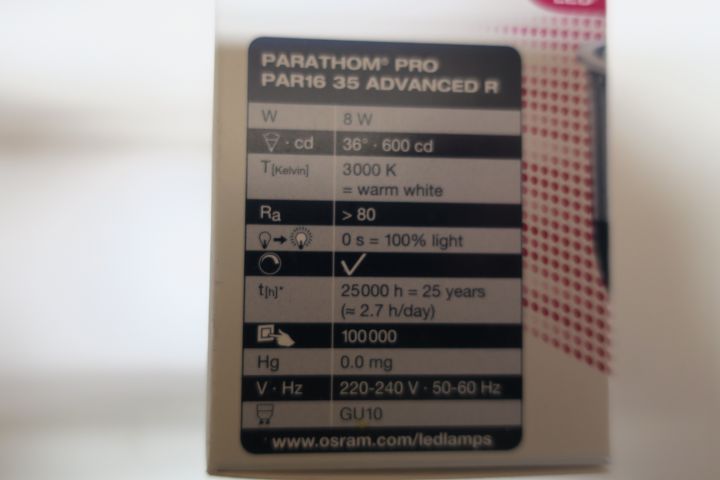 LED
PARATHOM® PRO
PAR16 35 ADVANCED R
W 8 W
· cd 36° · 600 cd
T[Kelvin] 3000 K
= warm white
Ra > 80
0 s = 100% light
t[h]* 25000 h = 25 years
(≈ 2.7 h/day)
100000
Hg 0.0 mg
V · Hz 220-240 V · 50-60 Hz
GU10
www.osram.com/ledlamps